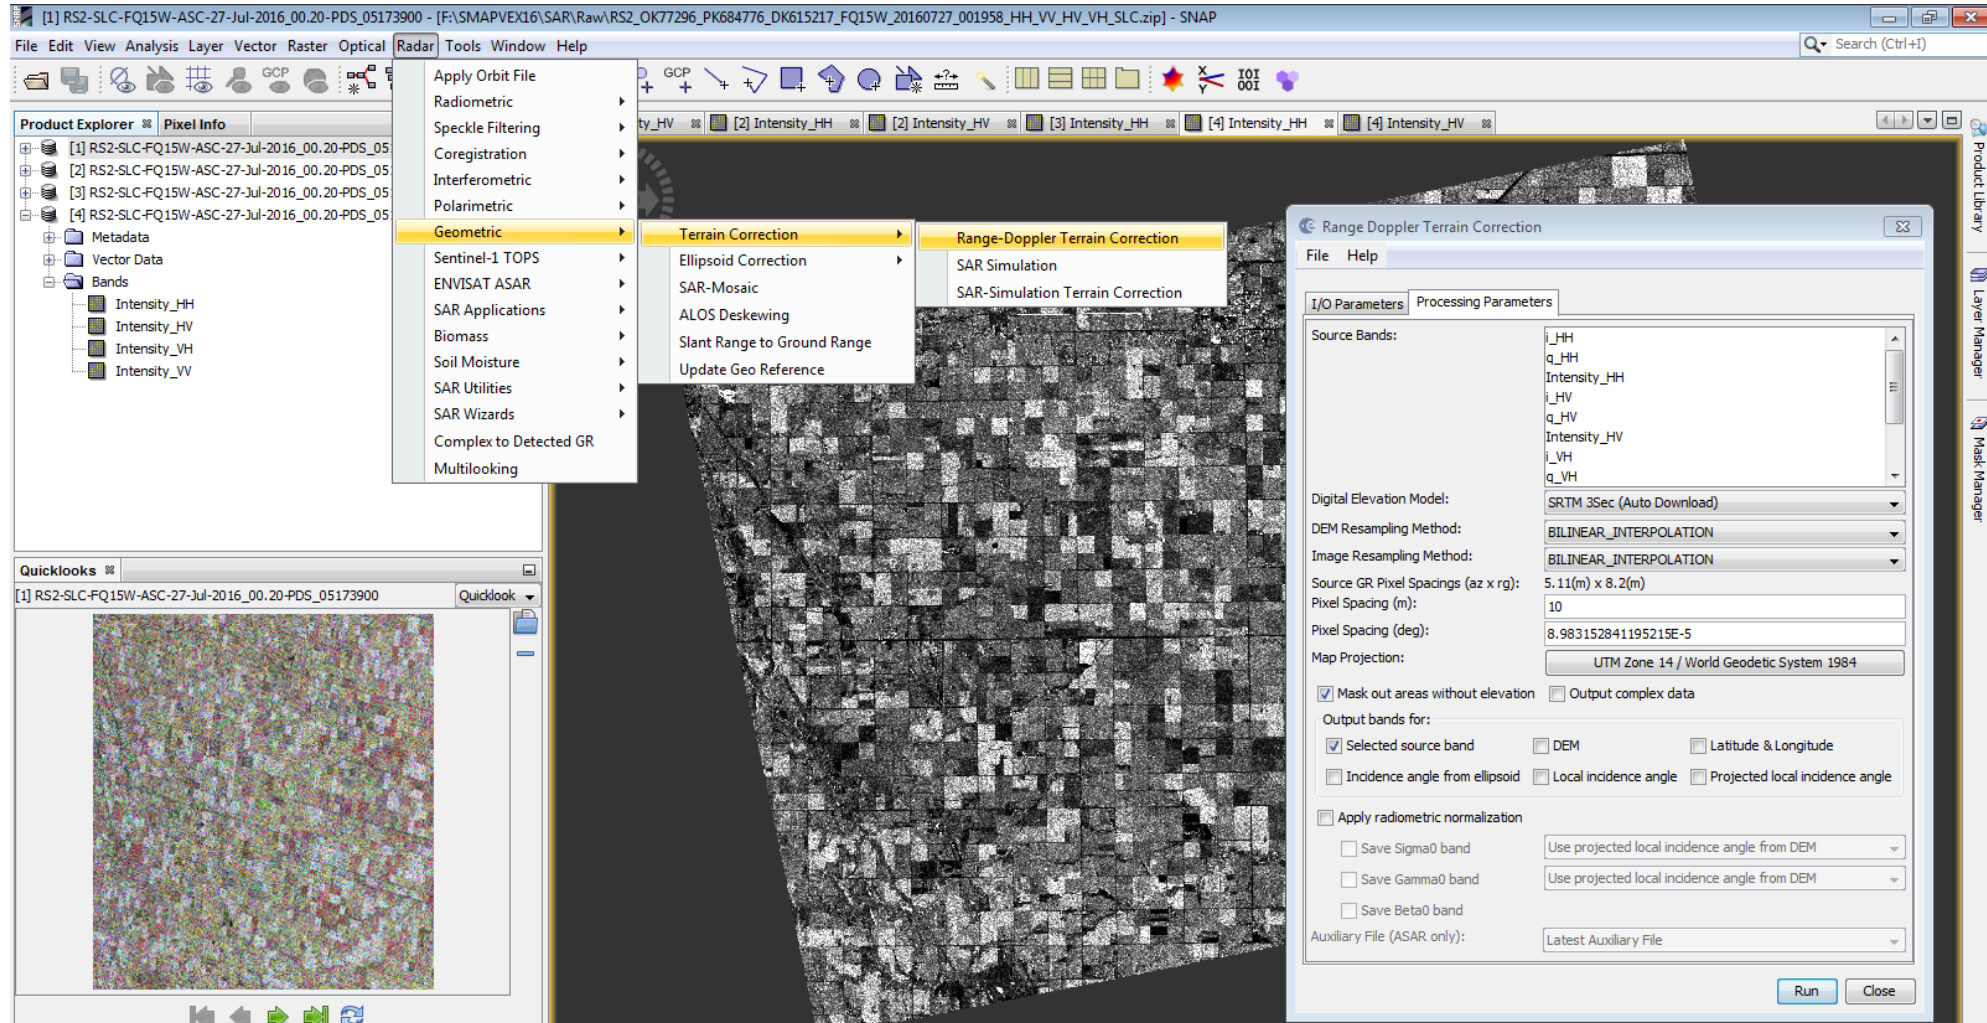 [1] RS2-SLC-FQ15W-ASC-27-Jul-2016_00.20-PDS_05173900 - [F:\SMAPVEX16\SAR\Raw\RS2_OK77296_PK684776_DK615217_FQ15W_20160727_001958_HH_VV_HV_VH_SLC.zip] - SNAP
File Edit View Analysis Layer Vector Raster Optical Radar Tools Window Help
Search (Ctrl+I)
GCP
GCP
Product Explorer
Pixel Info
ty_HV
[2] Intensity_HH
[2] Intensity_HV
[3] Intensity_HH
[4] Intensity_HH
[4] Intensity_HV
[1] RS2-SLC-FQ15W-ASC-27-Jul-2016_00.20-PDS_05
[2] RS2-SLC-FQ15W-ASC-27-Jul-2016_00.20-PDS_05
[3] RS2-SLC-FQ15W-ASC-27-Jul-2016_00.20-PDS_05
[4] RS2-SLC-FQ15W-ASC-27-Jul-2016_00.20-PDS_05
Metadata
Vector Data
Bands
Intensity_HH
Intensity_HV
Intensity_VH
Intensity_VV
Apply Orbit File
Radiometric
Speckle Filtering
Coregistration
Interferometric
Polarimetric
Geometric
Sentinel-1 TOPS
ENVISAT ASAR
SAR Applications
Biomass
Soil Moisture
SAR Utilities
SAR Wizards
Complex to Detected GR
Multilooking
Terrain Correction
Ellipsoid Correction
SAR-Mosaic
ALOS Deskewing
Slant Range to Ground Range
Update Geo Reference
Range-Doppler Terrain Correction
SAR Simulation
SAR-Simulation Terrain Correction
Quicklooks
[1] RS2-SLC-FQ15W-ASC-27-Jul-2016_00.20-PDS_05173900
Quicklook
Range Doppler Terrain Correction
File Help
I/O Parameters
Processing Parameters
Source Bands:
i_HH
q_HH
Intensity_HH
i_HV
q_HV
Intensity_HV
i_VH
q_VH
Digital Elevation Model: SRTM 3Sec (Auto Download)
DEM Resampling Method: BILINEAR_INTERPOLATION
Image Resampling Method: BILINEAR_INTERPOLATION
Source GR Pixel Spacings (az x rg): 5.11(m) x 8.2(m)
Pixel Spacing (m): 10
Pixel Spacing (deg): 8.983152841195215E-5
Map Projection: UTM Zone 14 / World Geodetic System 1984
Mask out areas without elevation
Output complex data
Output bands for:
Selected source band
DEM
Latitude & Longitude
Incidence angle from ellipsoid
Local incidence angle
Projected local incidence angle
Apply radiometric normalization
Save Sigma0 band
Use projected local incidence angle from DEM
Save Gamma0 band
Use projected local incidence angle from DEM
Save Beta0 band
Auxiliary File (ASAR only): Latest Auxiliary File
Run
Close
Product Library
Layer Manager
Mask Manager